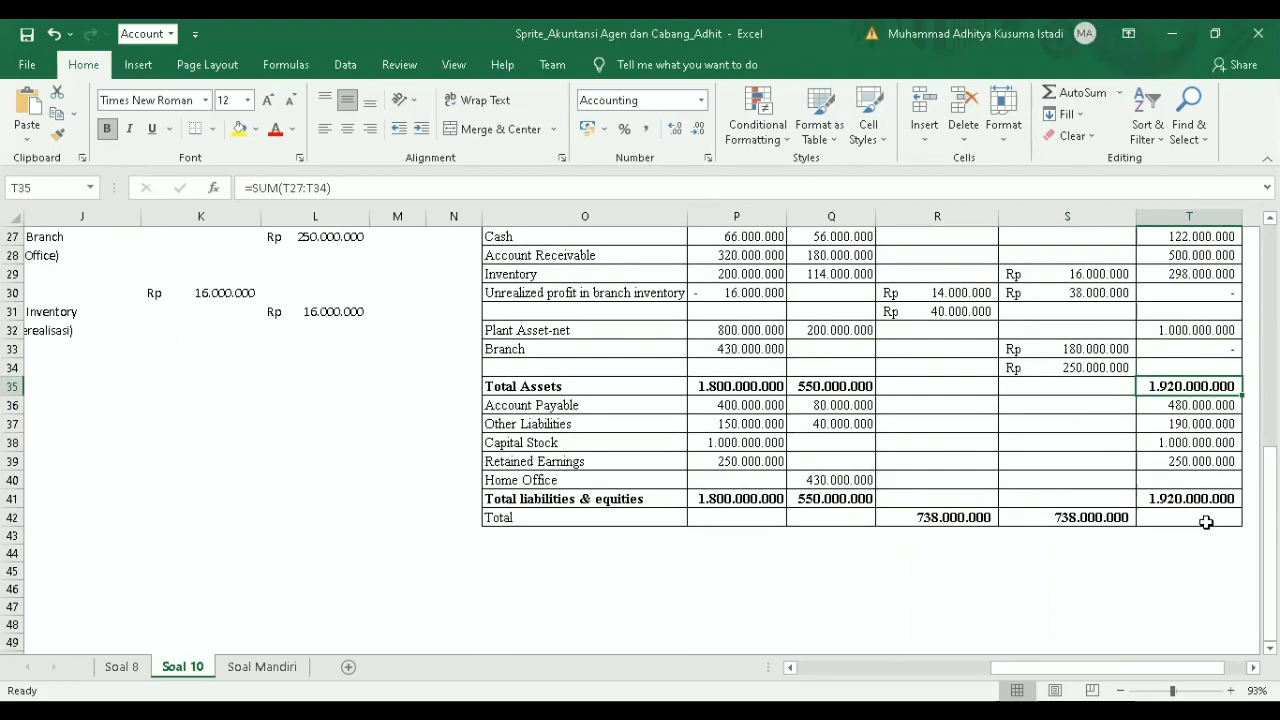 Account
Sprite_Akuntansi Agen dan Cabang_Adhit - Excel
Muhammad Adhitya Kusuma Istadi
MA
File Home Insert Page Layout Formulas Data Review View Help Team Tell me what you want to do Share
Paste
Clipboard
Times New Roman 12
B I U
Font
Wrap Text
Merge & Center
Alignment
Accounting
Number
Conditional Formatting
Format as Table
Cell Styles
Styles
Insert Delete Format
Cells
AutoSum
Fill
Clear
Sort & Filter
Find & Select
Editing
T35 =SUM(T27:T34)
J K L M N O P Q R S T
27 Branch Rp 250.000.000 Cash 66.000.000 56.000.000 122.000.000
28 Office) Account Receivable 320.000.000 180.000.000 500.000.000
29 Inventory 200.000.000 114.000.000 Rp 16.000.000 298.000.000
30 Rp 16.000.000 Unrealized profit in branch inventory - 16.000.000 Rp 14.000.000 Rp 38.000.000 -
31 Inventory Rp 16.000.000 Rp 40.000.000
32 erealisasi) Plant Asset-net 800.000.000 200.000.000 1.000.000.000
33 Branch 430.000.000 Rp 180.000.000 -
34 Rp 250.000.000
35 Total Assets 1.800.000.000 550.000.000 1.920.000.000
36 Account Payable 400.000.000 80.000.000 480.000.000
37 Other Liabilities 150.000.000 40.000.000 190.000.000
38 Capital Stock 1.000.000.000 1.000.000.000
39 Retained Earnings 250.000.000 250.000.000
40 Home Office 430.000.000
41 Total liabilities & equities 1.800.000.000 550.000.000 1.920.000.000
42 Total 738.000.000 738.000.000
43
44
45
46
47
48
49
Soal 8 Soal 10 Soal Mandiri
Ready 93%